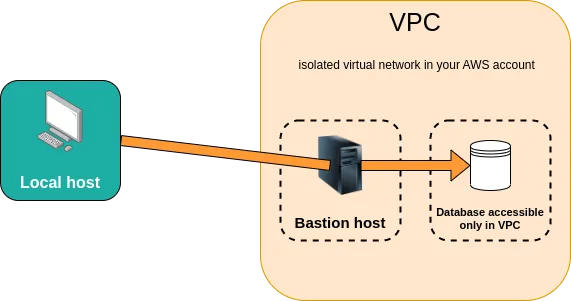 VPC
isolated virtual network in your AWS account
Local host
Bastion host
Database accessible
only in VPC